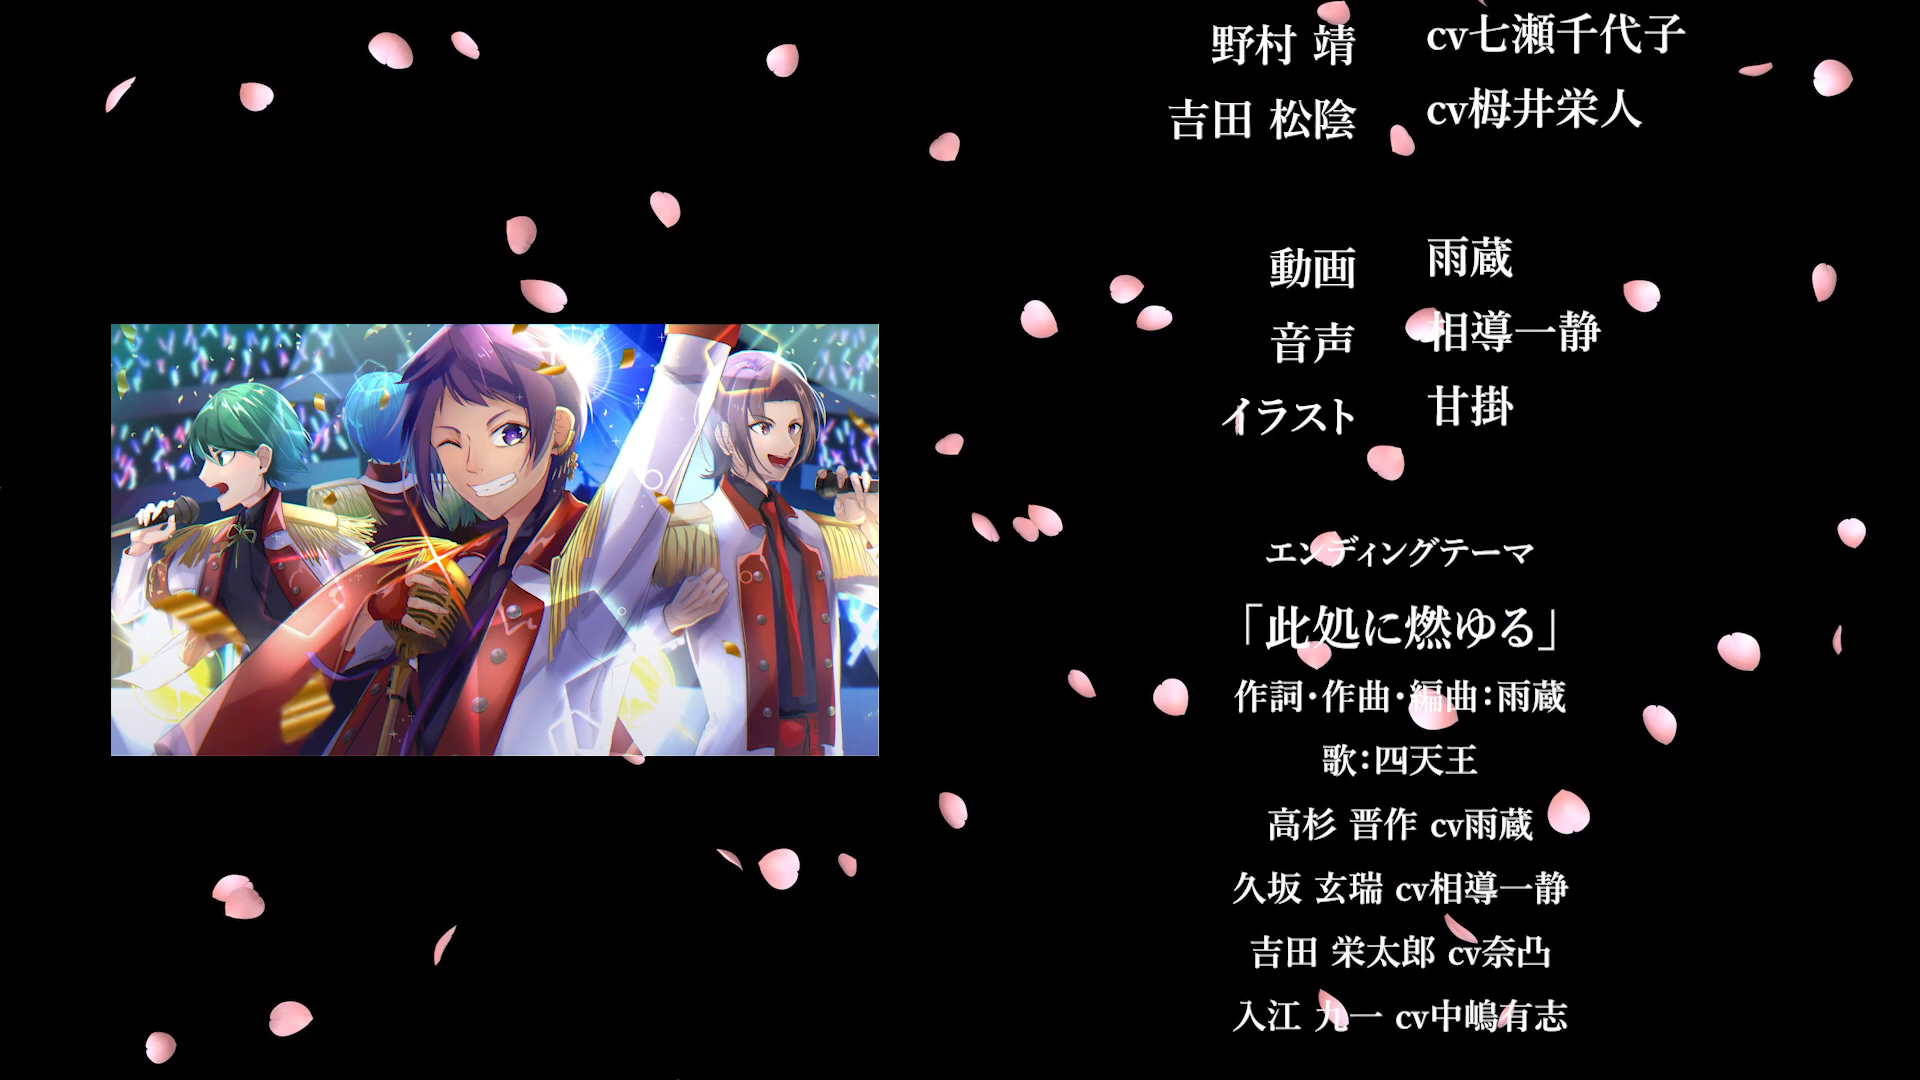 野村 靖 cv七瀬千代子
吉田 松陰 cv栂井栄人
動画 雨蔵
音声 相導一静
イラスト 甘掛
エンディングテーマ
「此処に燃ゆる」
作詞・作曲・編曲：雨蔵
歌：四天王
高杉 晋作 cv雨蔵
久坂 玄瑞 cv相導一静
吉田 栄太郎 cv奈凸
入江 九一 cv中嶋有志